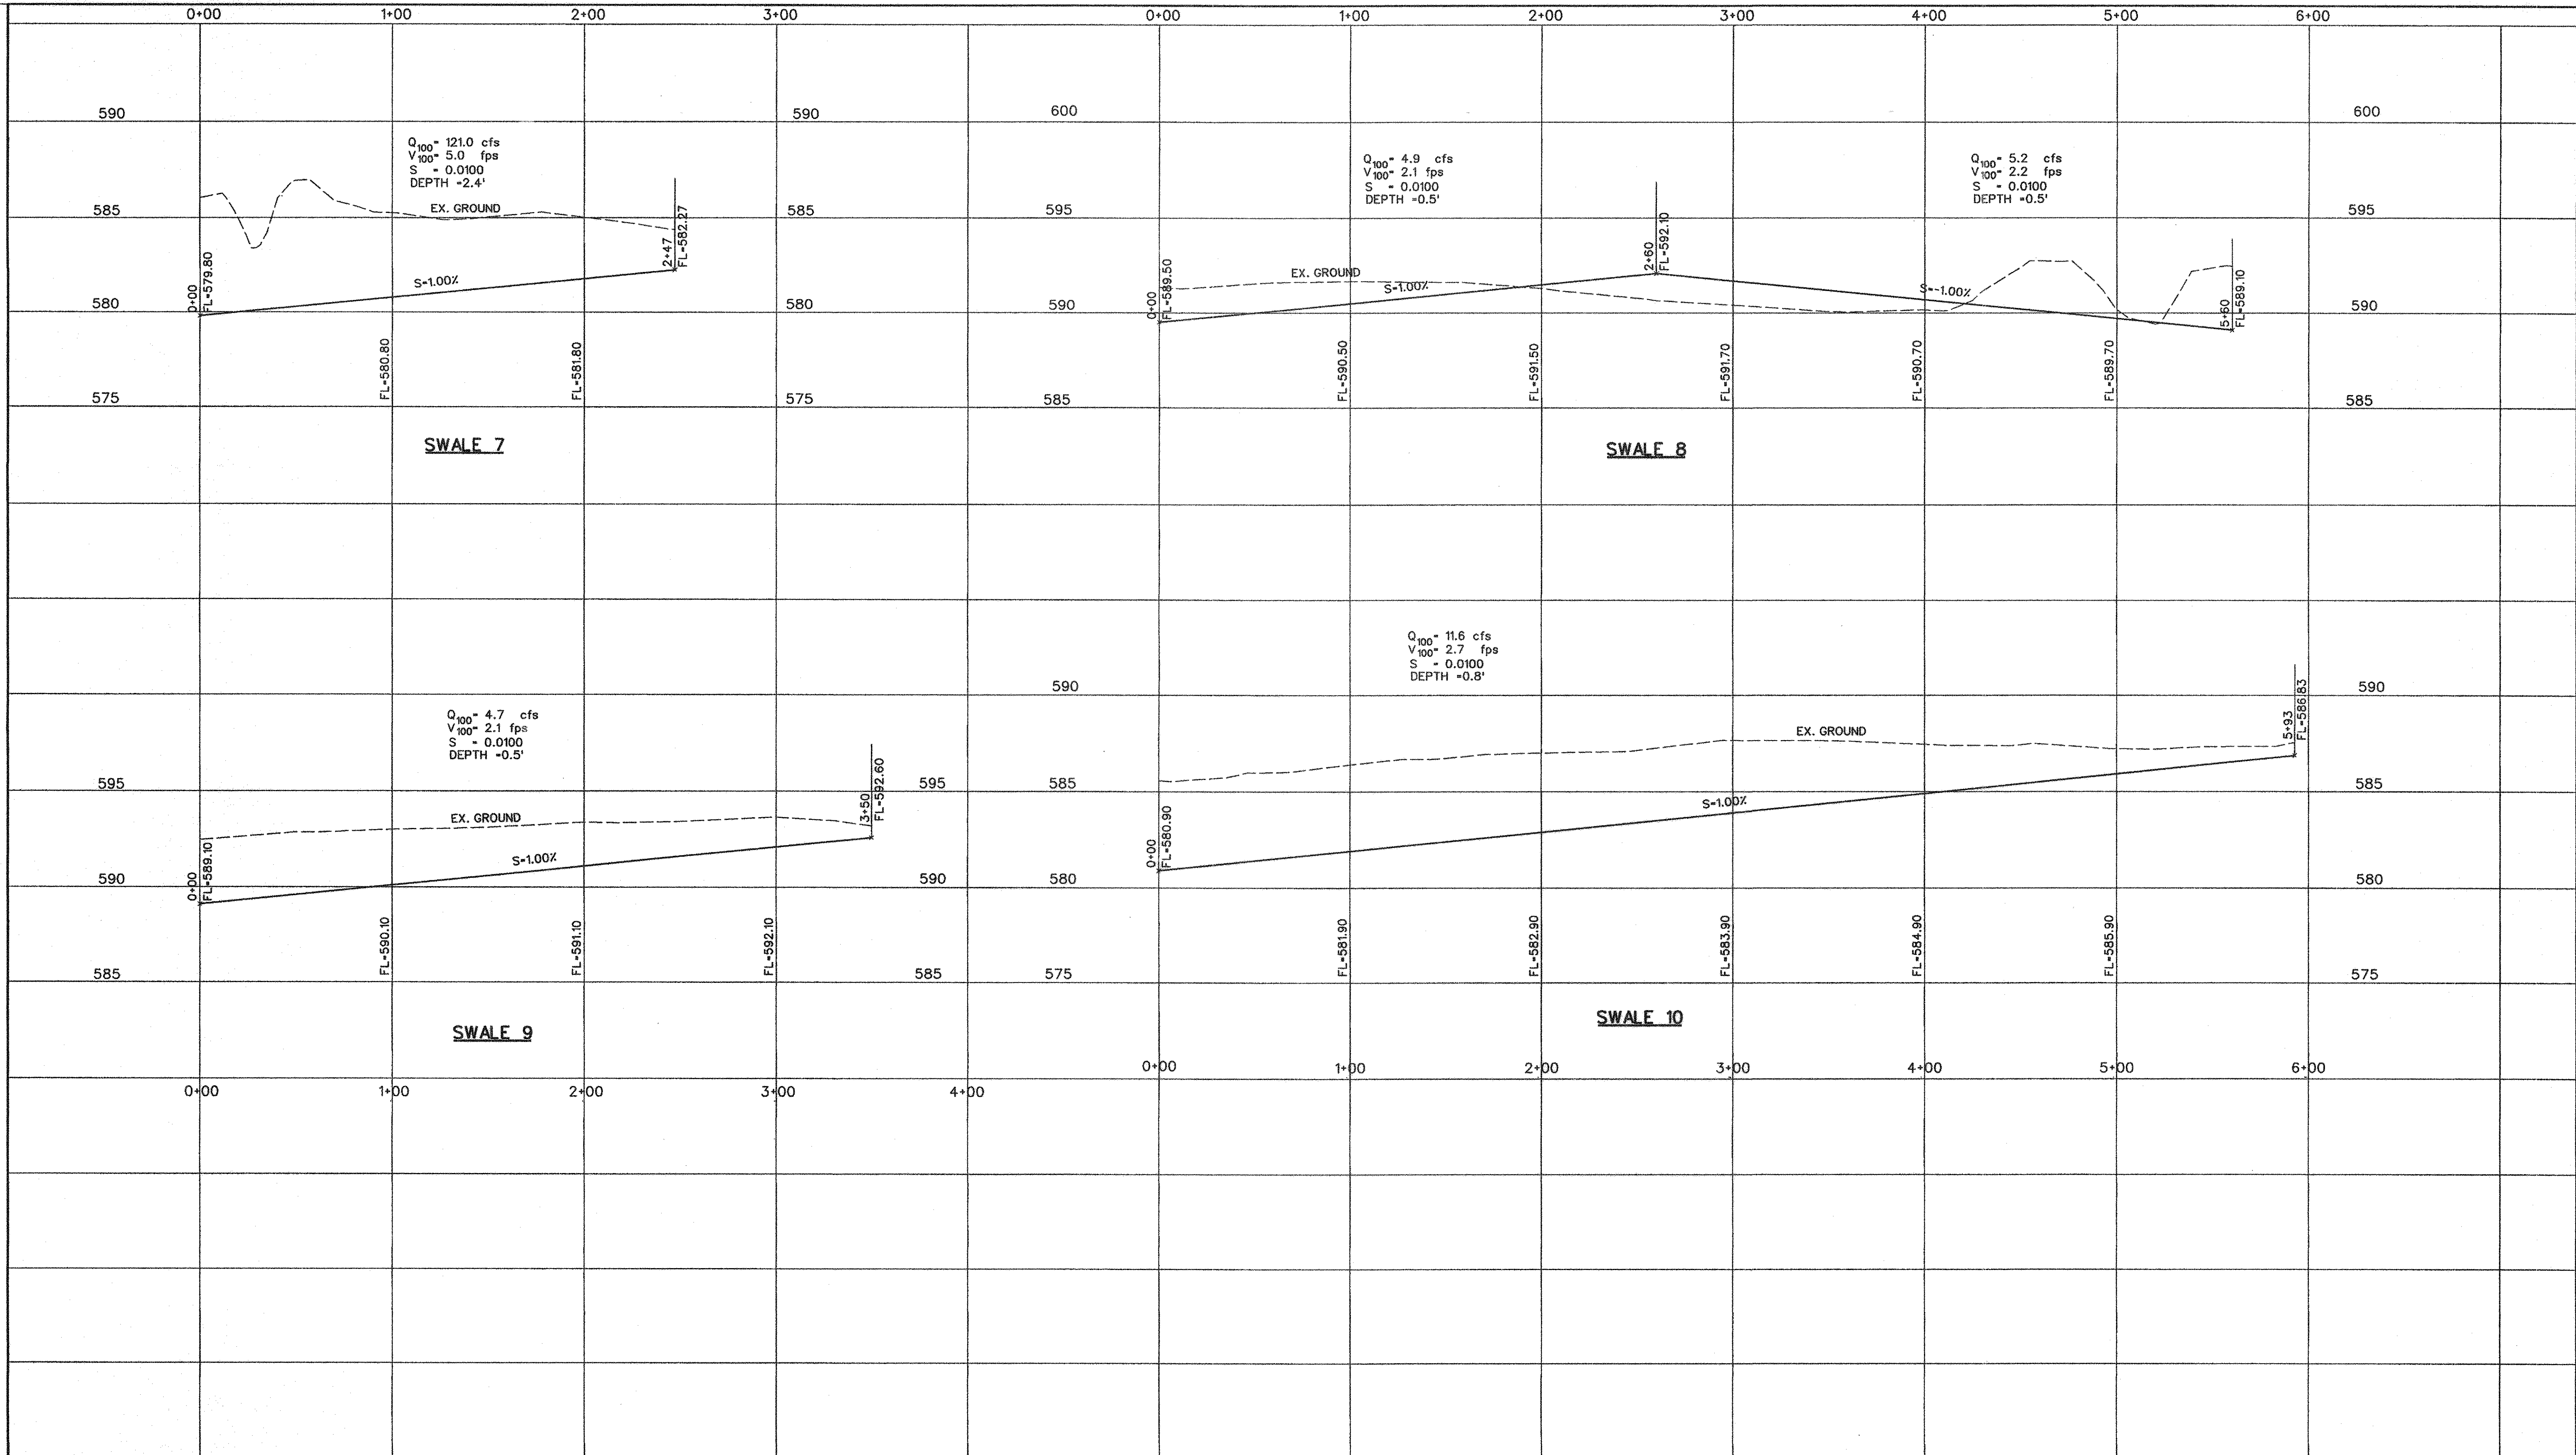 0+00 1+00 2+00 3+00 0+00 1+00 2+00 3+00 4+00 5+00 6+00
590 590
Q100= 121.0 cfs
V100= 5.0 fps
S = 0.0100
DEPTH =2.4'
585 EX. GROUND 585
0+00
FL=579.80
S=1.00%
2+47
FL=582.27
580 580
FL=580.80
FL=581.80
575 575
SWALE 7
600 600
Q100= 4.9 cfs
V100= 2.1 fps
S = 0.0100
DEPTH =0.5'
Q100= 5.2 cfs
V100= 2.2 fps
S = 0.0100
DEPTH =0.5'
595 595
0+00
FL=589.50
EX. GROUND
S=1.00%
2+60
FL=592.10
S=-1.00%
5+60
FL=589.10
590 590
FL=590.50
FL=591.50
FL=591.70
FL=590.70
FL=589.70
585 585
SWALE 8
Q100= 4.7 cfs
V100= 2.1 fps
S = 0.0100
DEPTH =0.5'
595 595
EX. GROUND
0+00
FL=589.10
S=1.00%
3+50
FL=592.60
590 590
FL=590.10
FL=591.10
FL=592.10
585 585
SWALE 9
0+00 1+00 2+00 3+00 4+00
Q100= 11.6 cfs
V100= 2.7 fps
S = 0.0100
DEPTH =0.8'
590 590
EX. GROUND
5+93
FL=586.83
585 585
S=1.00%
0+00
FL=580.90
580 580
FL=581.90
FL=582.90
FL=583.90
FL=584.90
FL=585.90
575 575
SWALE 10
0+00 1+00 2+00 3+00 4+00 5+00 6+00